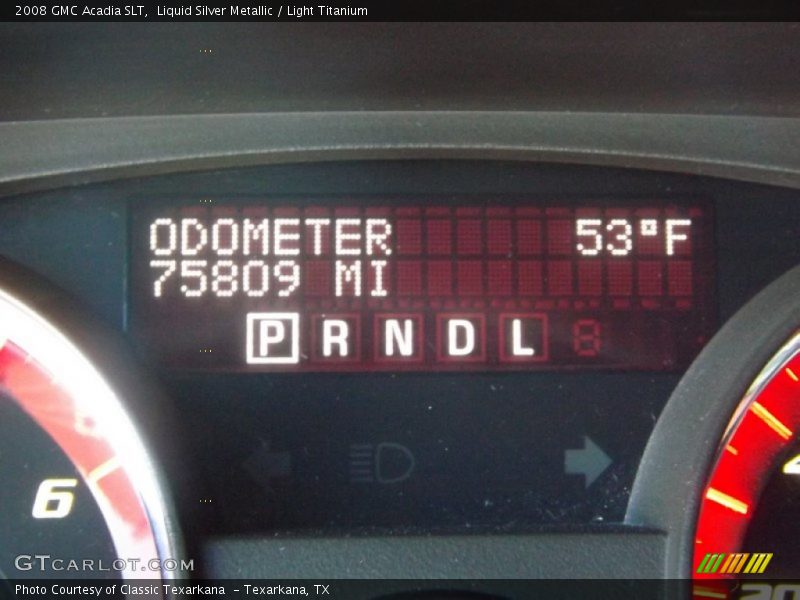 2008 GMC Acadia SLT,  Liquid Silver Metallic / Light Titanium
ODOMETER 53°F
75809 MI
P R N D L
6
GTCARLOT.COM
Photo Courtesy of Classic Texarkana  - Texarkana, TX